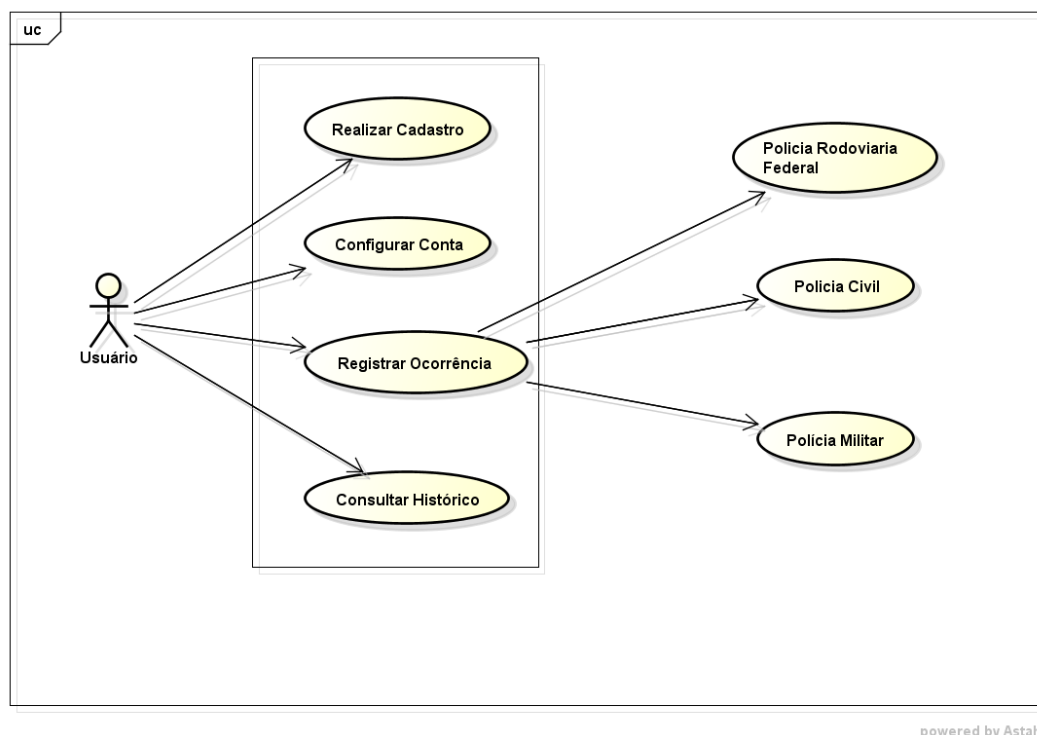 uc
Realizar Cadastro
Policia Rodoviaria
Federal
Configurar Conta
Policia Civil
Usuário
Registrar Ocorrência
Polícia Militar
Consultar Histórico
powered by Astah